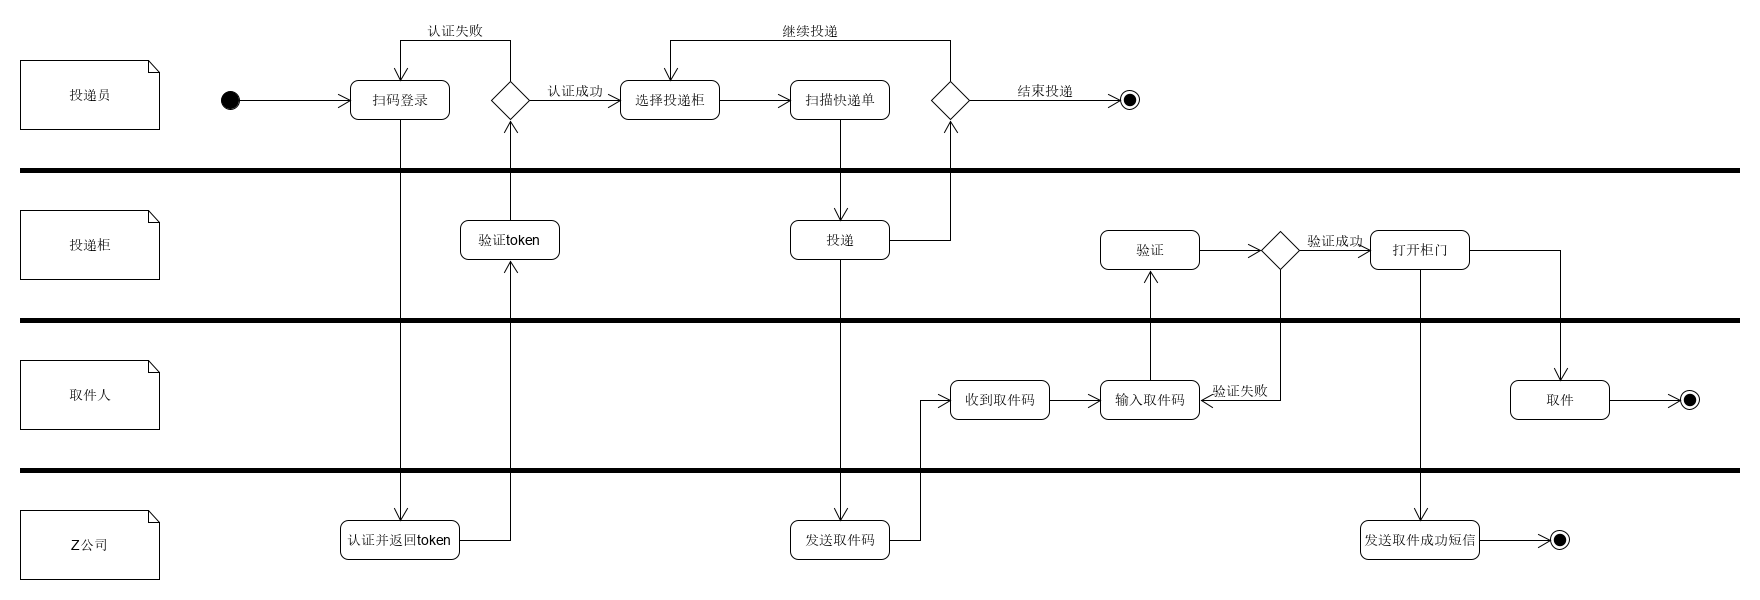 认证失败
继续投递
投递员
扫码登录
认证成功
选择投递柜
扫描快递单
结束投递
投递柜
验证token
投递
验证
验证成功
打开柜门
取件人
收到取件码
输入取件码
验证失败
取件
Z公司
认证并返回token
发送取件码
发送取件成功短信